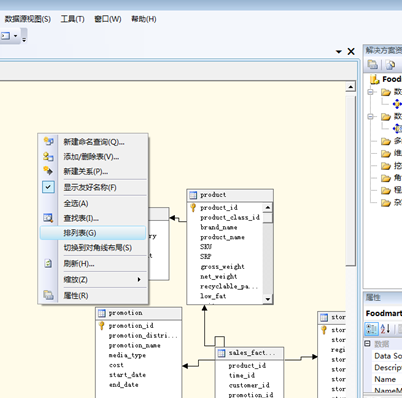 数据源视图(S) 工具(T) 窗口(W) 帮助(H)
解决方案资
Foodm
数
数
多
维
挖
角
程
杂
新建命名查询(Q)...
添加/删除表(V)...
新建关系(P)...
显示友好名称(F)
全选(A)
查找表(I)...
排列表(G)
切换到对角线布局(S)
刷新(H)...
缩放(Z)
属性(R)
product
product_id
product_class_id
brand_name
product_name
SKU
SRP
gross_weight
net_weight
recyclable_pa...
low_fat
promotion
promotion_id
promotion_distri...
promotion_name
media_type
cost
start_date
end_date
sales_fact...
product_id
time_id
customer_id
promotion_id
stor
stor
stor
regi
stor
stor
stor
stor
属性
Foodmart
数据
Data So
Descript
Name